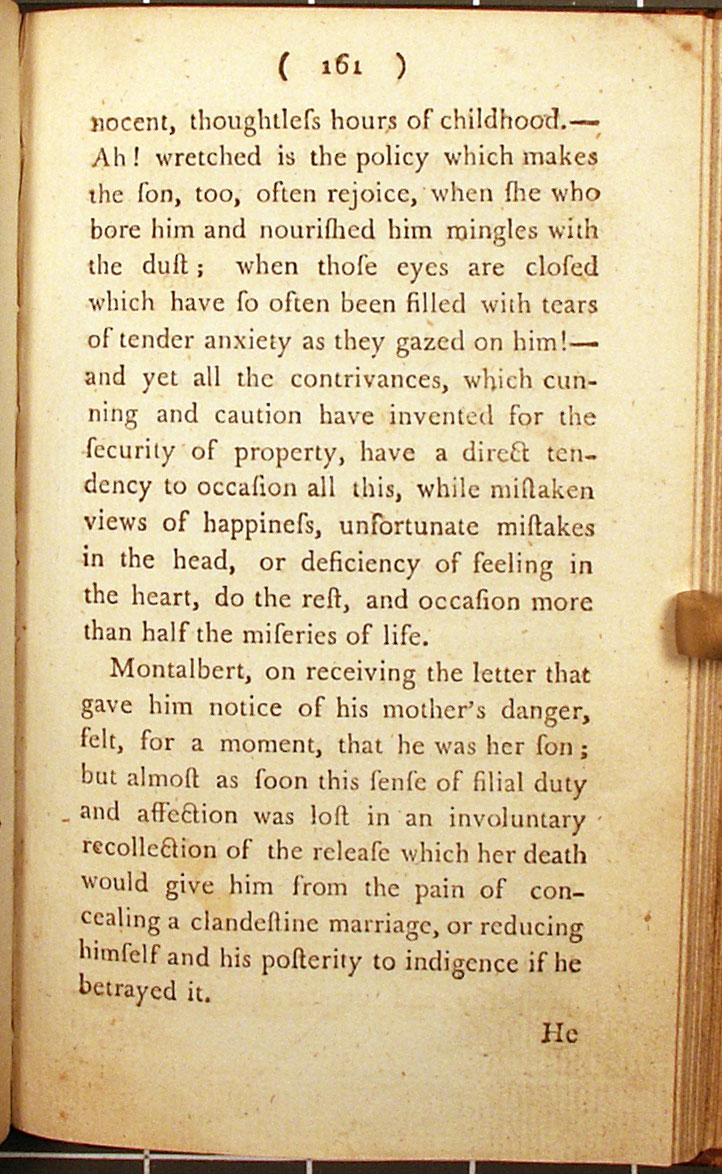 ( 161 )
nocent, thoughtleſs hours of childhood.—
Ah! wretched is the policy which makes
the ſon, too, often rejoice, when ſhe who
bore him and nouriſhed him mingles with
the duſt; when thoſe eyes are cloſed
which have ſo often been filled with tears
of tender anxiety as they gazed on him!—
and yet all the contrivances, which cun-
ning and caution have invented for the
ſecurity of property, have a direct ten-
dency to occaſion all this, while miſtaken
views of happineſs, unfortunate miſtakes
in the head, or deficiency of feeling in
the heart, do the reſt, and occaſion more
than half the miſeries of life.
Montalbert, on receiving the letter that
gave him notice of his mother's danger,
felt, for a moment, that he was her ſon;
but almoſt as ſoon this ſenſe of filial duty
and affection was loſt in an involuntary
recollection of the releaſe which her death
would give him from the pain of con-
cealing a clandeſtine marriage, or reducing
himſelf and his poſterity to indigence if he
betrayed it.
He